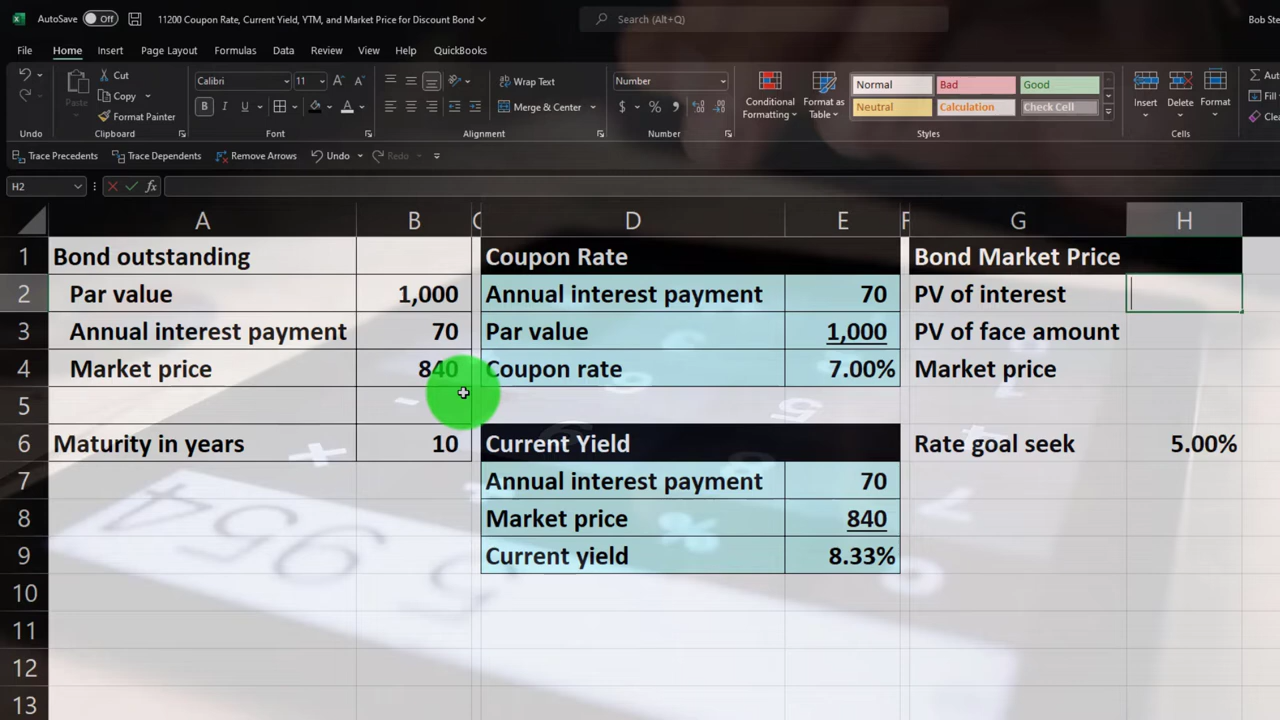 AutoSave Off 11200 Coupon Rate, Current Yield, YTM, and Market Price for Discount Bond Search (Alt+Q) Bob Ste
File Home Insert Page Layout Formulas Data Review View Help QuickBooks
Cut Calibri 11 Wrap Text Number Normal Bad Good
Paste Copy Merge & Center Conditional Formatting Format as Table Neutral Calculation Check Cell Insert Delete Format
Format Painter
Undo Clipboard Font Alignment Number Styles Cells
Trace Precedents Trace Dependents Remove Arrows Undo Redo
H2 fx
A B C D E F G H
1 Bond outstanding Coupon Rate Bond Market Price
2 Par value 1,000 Annual interest payment 70 PV of interest
3 Annual interest payment 70 Par value 1,000 PV of face amount
4 Market price 840 Coupon rate 7.00% Market price
5
6 Maturity in years 10 Current Yield Rate goal seek 5.00%
7 Annual interest payment 70
8 Market price 840
9 Current yield 8.33%
10
11
12
13